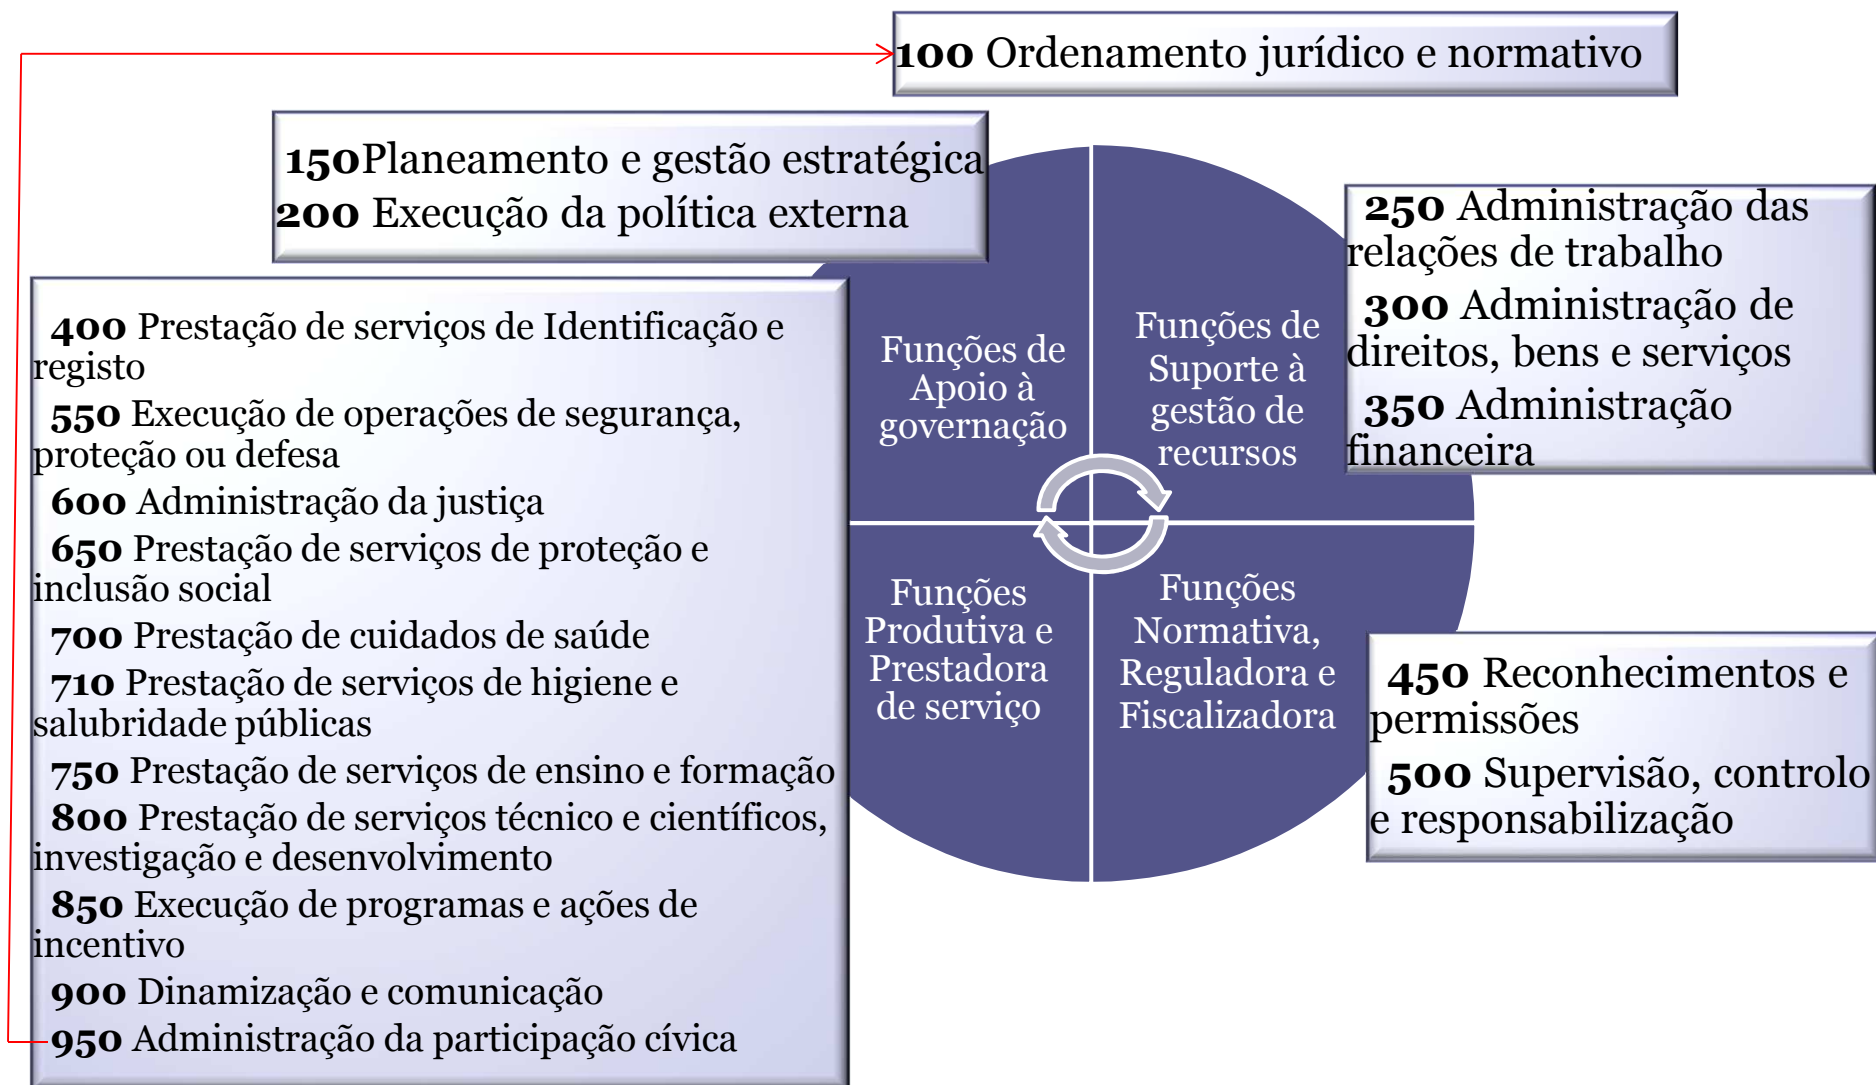 100 Ordenamento jurídico e normativo
150Planeamento e gestão estratégica
200 Execução da política externa
250 Administração das
relações de trabalho
300 Administração de
direitos, bens e serviços
350 Administração
financeira
400 Prestação de serviços de Identificação e
registo
550 Execução de operações de segurança,
proteção ou defesa
600 Administração da justiça
650 Prestação de serviços de proteção e
inclusão social
700 Prestação de cuidados de saúde
710 Prestação de serviços de higiene e
salubridade públicas
750 Prestação de serviços de ensino e formação
800 Prestação de serviços técnico e científicos,
investigação e desenvolvimento
850 Execução de programas e ações de
incentivo
900 Dinamização e comunicação
950 Administração da participação cívica
Funções de
Apoio à
governação
Funções de
Suporte à
gestão de
recursos
Funções
Produtiva e
Prestadora
de serviço
Funções
Normativa,
Reguladora e
Fiscalizadora
450 Reconhecimentos e
permissões
500 Supervisão, controlo
e responsabilização